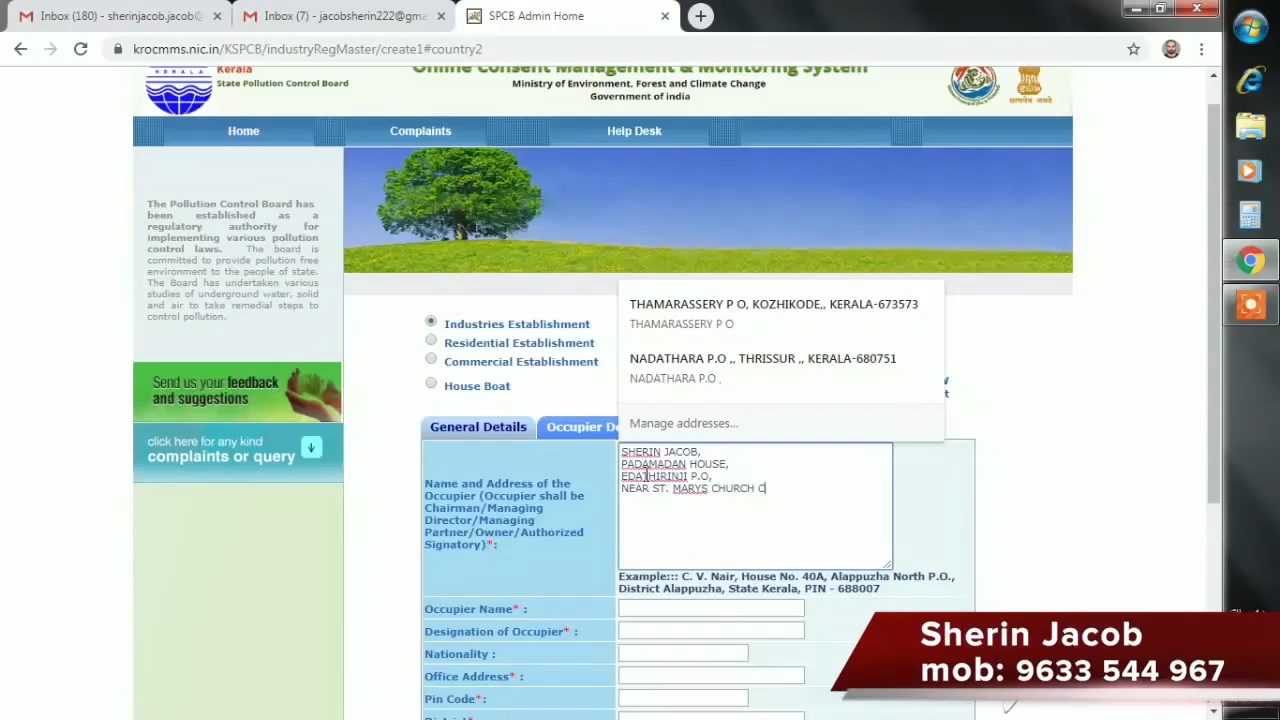 Inbox (180) - sherinjacob.jacob@
Inbox (7) - jacobsherin222@gma
SPCB Admin Home
krocmms.nic.in/KSPCB/industryRegMaster/create1#country2
KERALA
Kerala
State Pollution Control Board
Online Consent Management & Monitoring System
Ministry of Environment, Forest and Climate Change
Government of india
सत्यमेव जयते
Home
Complaints
Help Desk
The Pollution Control Board has
been established as a
regulatory authority for
implementing various pollution
control laws. The board is
committed to provide pollution free
environment to the people of state.
The Board has undertaken various
studies of underground water, solid
and air to take remedial steps to
control pollution.
Send us your feedback
and suggestions
click here for any kind
complaints or query
Industries Establishment
Residential Establishment
Commercial Establishment
House Boat
THAMARASSERY P O, KOZHIKODE,, KERALA-673573
THAMARASSERY P O
NADATHARA P.O ,, THRISSUR ,, KERALA-680751
NADATHARA P.O ,
Manage addresses...
General Details
Occupier De
Name and Address of the
Occupier (Occupier shall be
Chairman/Managing
Director/Managing
Partner/Owner/Authorized
Signatory)*:
SHERIN JACOB,
PADAMADAN HOUSE,
EDATHIRINJI P.O,
NEAR ST. MARYS CHURCH C
Example::: C. V. Nair, House No. 40A, Alappuzha North P.O.,
District Alappuzha, State Kerala, PIN - 688007
Occupier Name* :
Designation of Occupier* :
Nationality :
Office Address* :
Pin Code*:
Sherin Jacob
mob: 9633 544 967